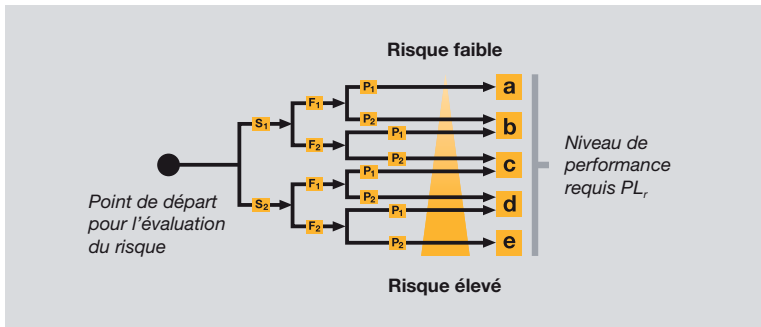 Risque faible
P1
a
F1
P2
b
S1
P1
F2
P2
c
Niveau de
performance
requis PLr
P1
F1
P2
d
S2
P1
F2
P2
e
Point de départ
pour l'évaluation
du risque
Risque élevé